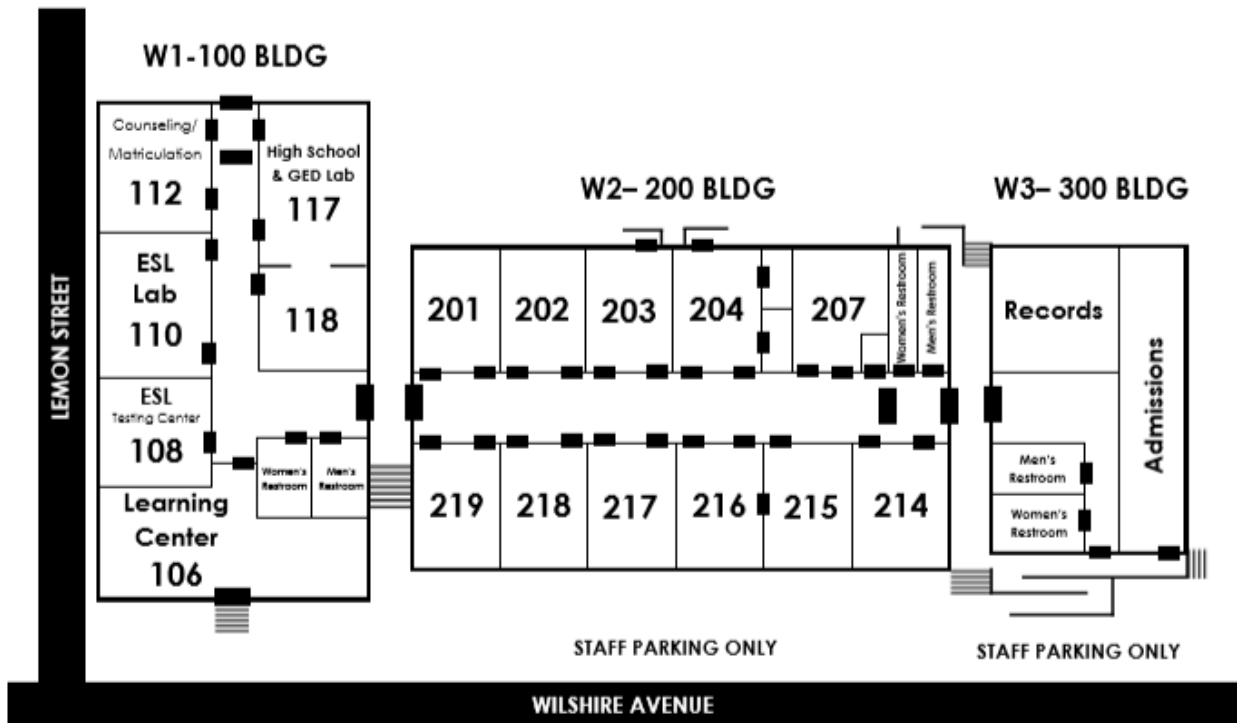 LEMON STREET
W1-100 BLDG
Counseling/
Matriculation
112
High School
& GED Lab
117
ESL
Lab
110
118
ESL
Testing Center
108
Women's
Restroom
Men's
Restroom
Learning
Center
106
W2– 200 BLDG
201
202
203
204
207
Women's Restroom
Men's Restroom
219
218
217
216
215
214
W3– 300 BLDG
Records
Admissions
Men's
Restroom
Women's
Restroom
STAFF PARKING ONLY
STAFF PARKING ONLY
WILSHIRE AVENUE